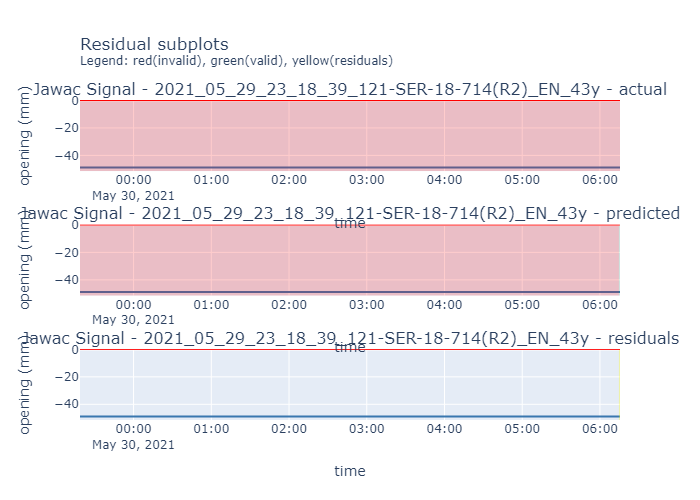 Residual subplots
Legend: red(invalid), green(valid), yellow(residuals)
Jawac Signal - 2021_05_29_23_18_39_121-SER-18-714(R2)_EN_43y - actual
opening (mm)
0
−20
−40
00:00 01:00 02:00 03:00 04:00 05:00 06:00
May 30, 2021
time
Jawac Signal - 2021_05_29_23_18_39_121-SER-18-714(R2)_EN_43y - predicted
opening (mm)
0
−20
−40
00:00 01:00 02:00 03:00 04:00 05:00 06:00
May 30, 2021
time
Jawac Signal - 2021_05_29_23_18_39_121-SER-18-714(R2)_EN_43y - residuals
opening (mm)
0
−20
−40
00:00 01:00 02:00 03:00 04:00 05:00 06:00
May 30, 2021
time